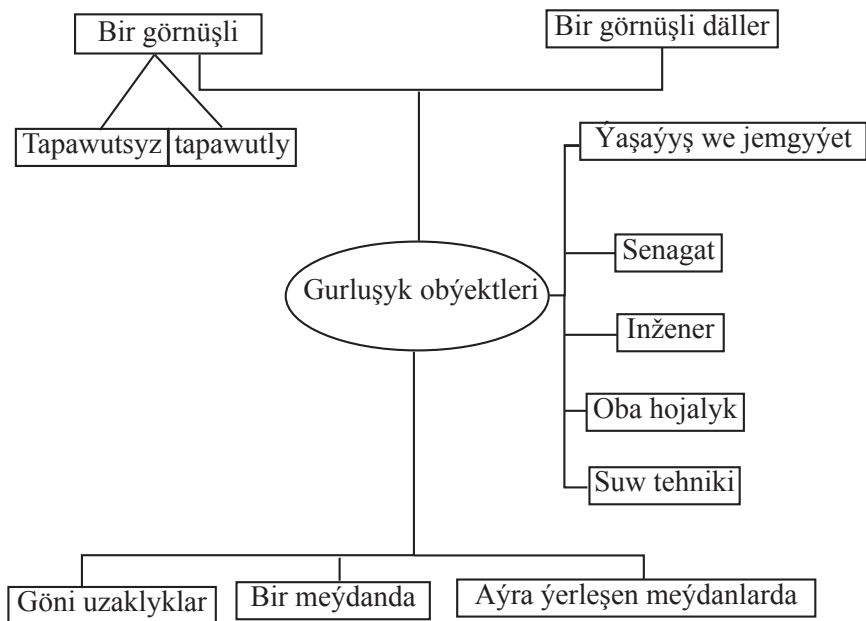 Bir görnüşli
Bir görnüşli däller
Tapawutsyz
tapawutly
Ýaşaýyş we jemgyýet
Senagat
Gurluşyk obýektleri
Inžener
Oba hojalyk
Suw tehniki
Göni uzaklyklar
Bir meýdanda
Aýra ýerleşen meýdanlarda